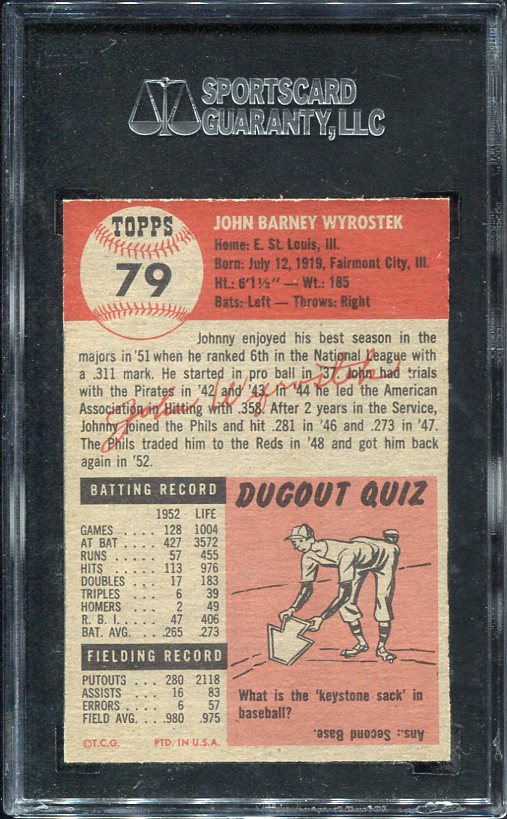 SPORTSCARD
GUARANTY, LLC
TOPPS
79
JOHN BARNEY WYROSTEK
Home: E. St. Louis, Ill.
Born: July 12, 1919, Fairmont City, Ill.
Ht.: 6'1½" — Wt.: 185
Bats: Left — Throws: Right
Johnny enjoyed his best season in the
majors in '51 when he ranked 6th in the National League with
a .311 mark. He started in pro ball in '37. John had trials
with the Pirates in '42 and '43. In '44 he led the American
Association in Hitting with .358. After 2 years in the Service,
Johnny joined the Phils and hit .281 in '46 and .273 in '47.
The Phils traded him to the Reds in '48 and got him back
again in '52.
John Wyrostek
BATTING RECORD
1952 LIFE
GAMES . . . . 128 1004
AT BAT . . . . 427 3572
RUNS . . . . . 57 455
HITS . . . . . 113 976
DOUBLES . . . 17 183
TRIPLES . . . . 6 39
HOMERS . . . . 2 49
R. B. I. . . . . . 47 406
BAT. AVG. . . .265 .273
FIELDING RECORD
PUTOUTS . . . 280 2118
ASSISTS . . . . 16 83
ERRORS . . . . 6 57
FIELD AVG. . . .980 .975
©T.C.G. PTD. IN U.S.A.
DUGOUT QUIZ
What is the 'keystone sack' in
baseball?
Ans.: Second Base.